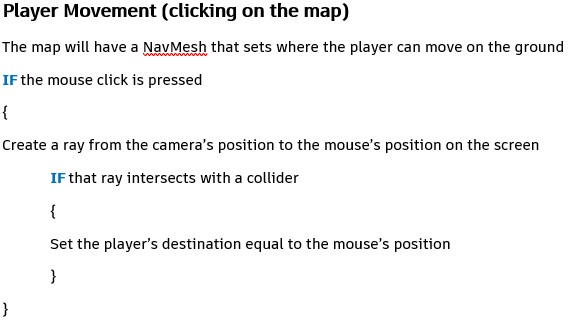 Player Movement (clicking on the map)
The map will have a NavMesh that sets where the player can move on the ground
IF the mouse click is pressed
{
Create a ray from the camera's position to the mouse's position on the screen
IF that ray intersects with a collider
{
Set the player's destination equal to the mouse's position
}
}